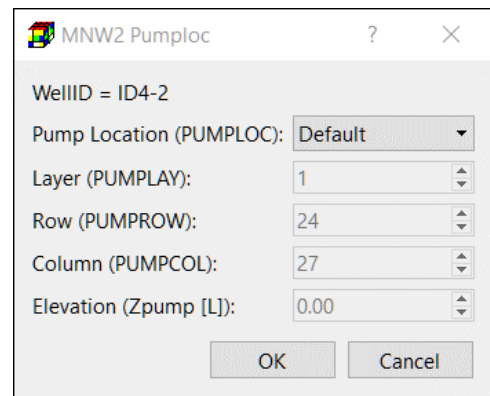 MNW2 Pumploc ?
WellID = ID4-2
Pump Location (PUMPLOC): Default
Layer (PUMPLAY): 1
Row (PUMPROW): 24
Column (PUMPCOL): 27
Elevation (Zpump [L]): 0.00
OK Cancel